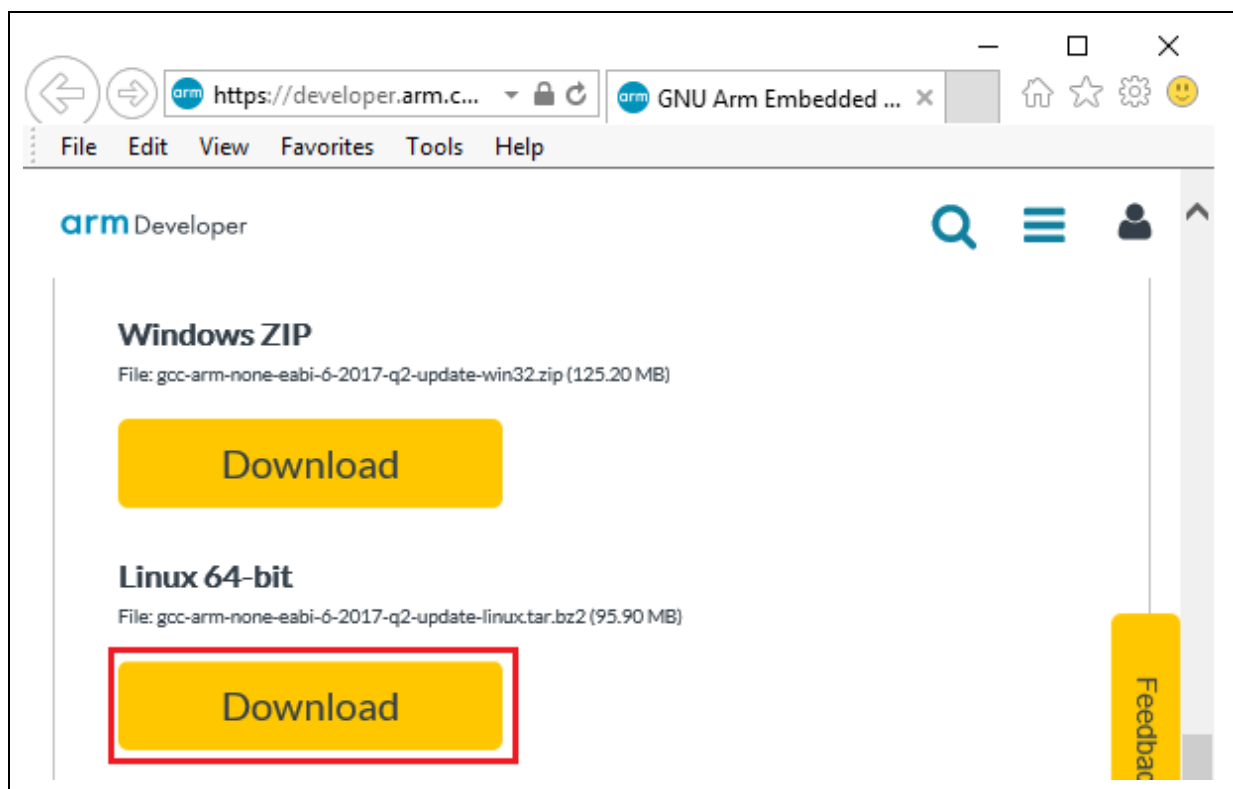 https://developer.arm.c...
arm GNU Arm Embedded ...
File Edit View Favorites Tools Help
arm Developer
Windows ZIP
File: gcc-arm-none-eabi-6-2017-q2-update-win32.zip (125.20 MB)
Download
Linux 64-bit
File: gcc-arm-none-eabi-6-2017-q2-update-linux.tar.bz2 (95.90 MB)
Download